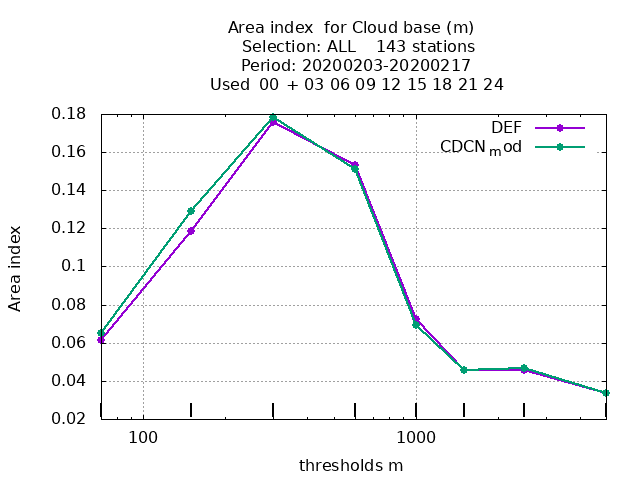 Area index  for Cloud base (m)
Selection: ALL    143 stations
Period: 20200203-20200217
Used  00 + 03 06 09 12 15 18 21 24
DEF
CDCNmod
0.18
0.16
0.14
0.12
0.1
0.08
0.06
0.04
0.02
Area index
100
1000
thresholds m